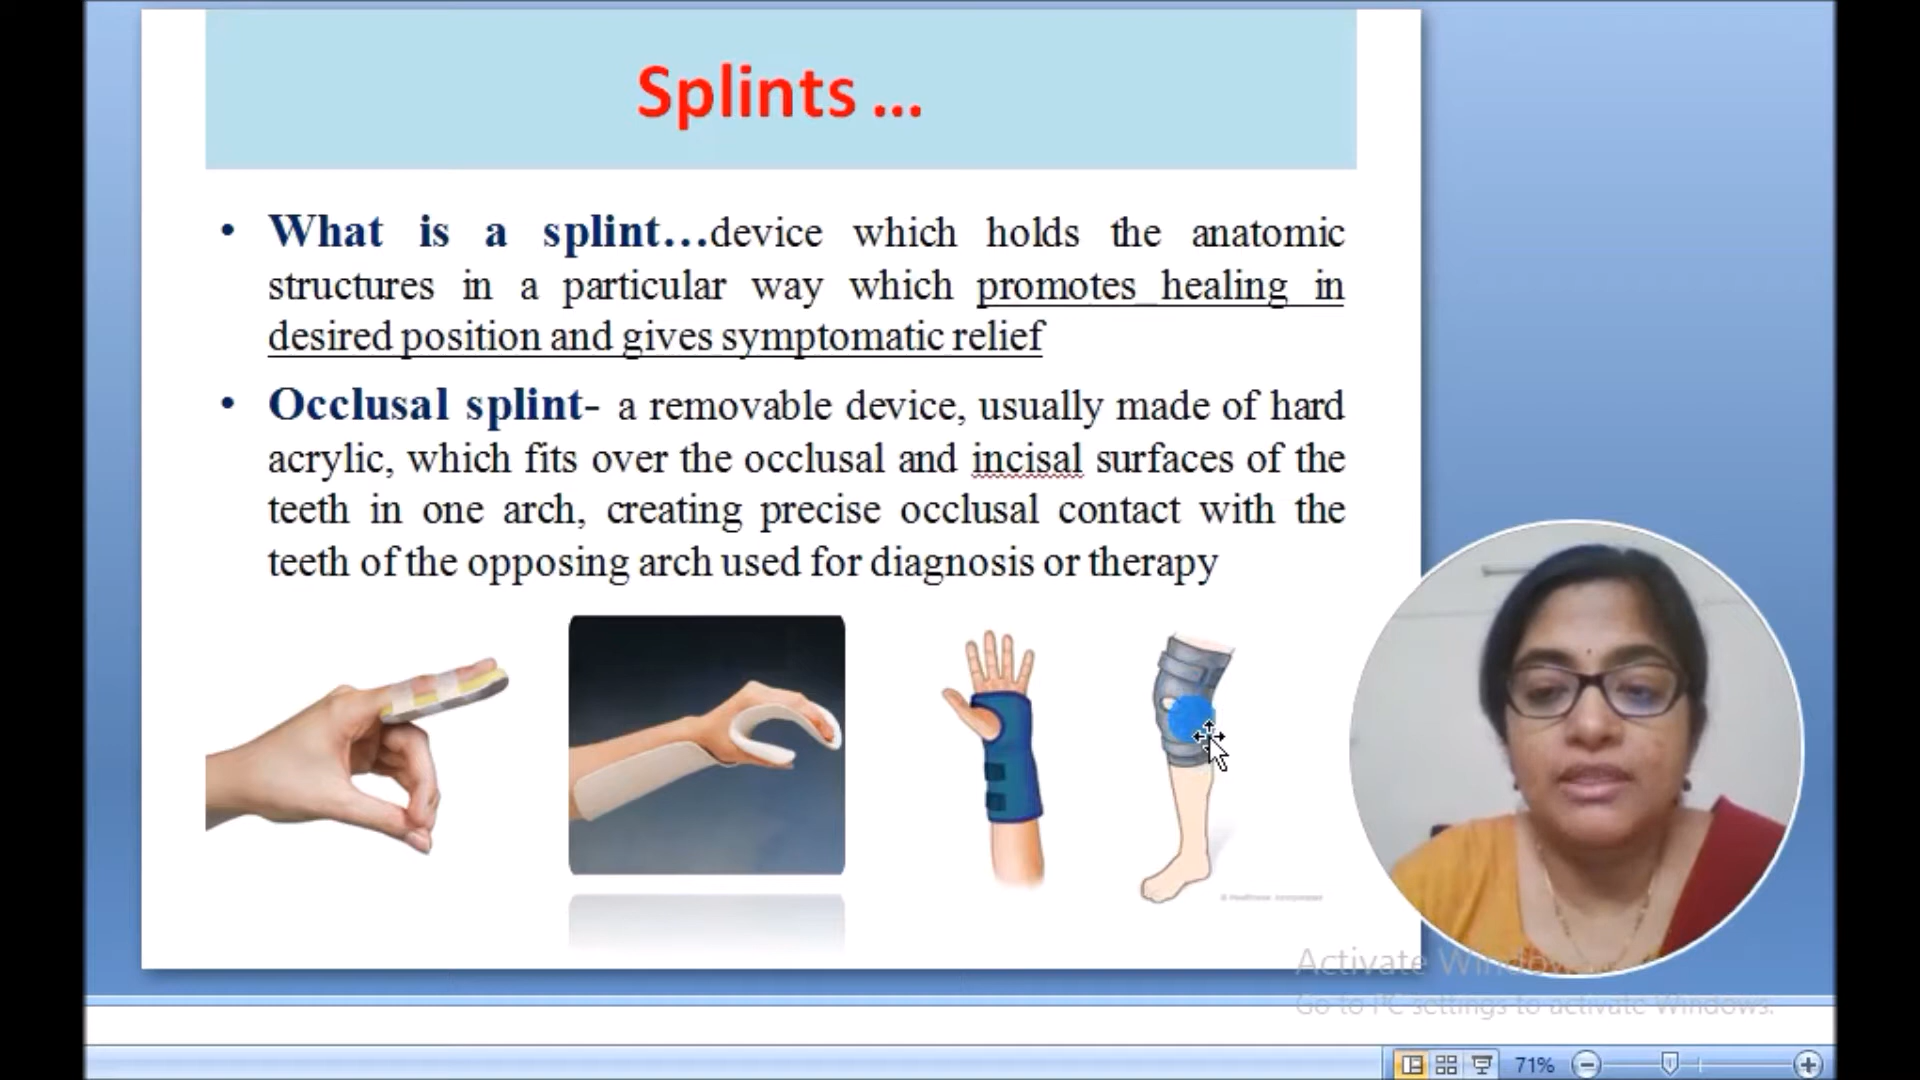 Splints ...
• What is a splint...device which holds the anatomic
structures in a particular way which promotes healing in
desired position and gives symptomatic relief
• Occlusal splint- a removable device, usually made of hard
acrylic, which fits over the occlusal and incisal surfaces of the
teeth in one arch, creating precise occlusal contact with the
teeth of the opposing arch used for diagnosis or therapy
Activate Windows
Go to PC settings to activate Windows.
71%